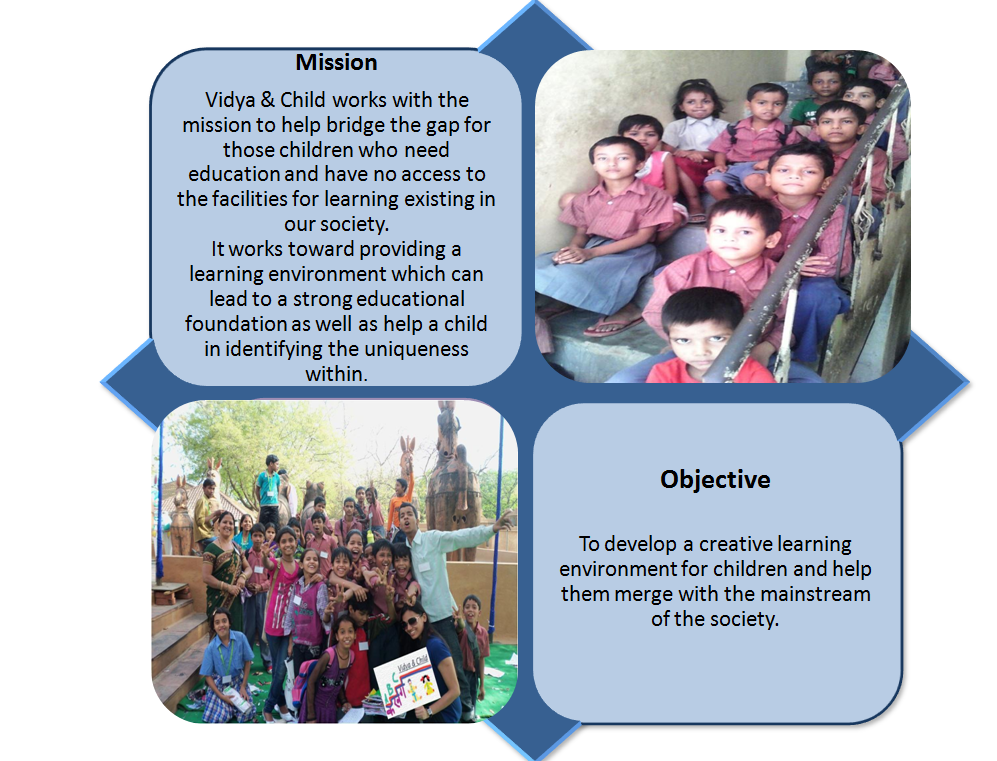 Mission
Vidya & Child works with the
mission to help bridge the gap for
those children who need
education and have no access to
the facilities for learning existing in
our society.
It works toward providing a
learning environment which can
lead to a strong educational
foundation as well as help a child
in identifying the uniqueness
within.
Vidya & Child
Objective
To develop a creative learning
environment for children and help
them merge with the mainstream
of the society.